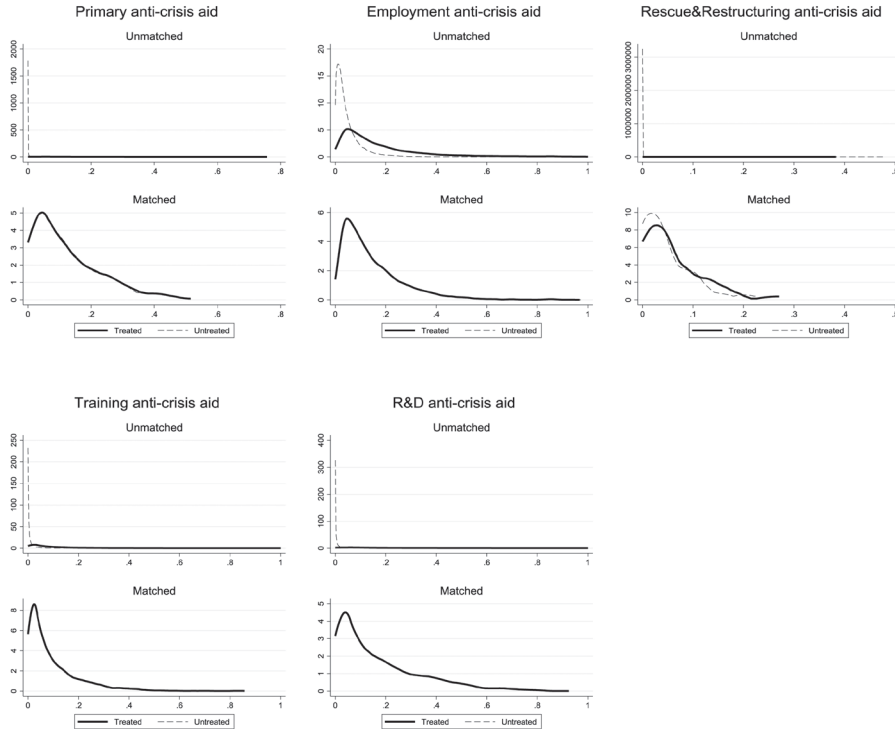 Primary anti-crisis aid
Unmatched
2000
1500
1000
500
0
0 .2 .4 .6 .8
Matched
5
4
3
2
1
0
0 .2 .4 .6 .8
Treated Untreated
Employment anti-crisis aid
Unmatched
20
15
10
5
0
0 .2 .4 .6 .8 1
Matched
6
4
2
0
0 .2 .4 .6 .8 1
Treated Untreated
Rescue&Restructuring anti-crisis aid
Unmatched
3000000
2000000
1000000
0
0 .1 .2 .3 .4
Matched
10
8
6
4
2
0
0 .1 .2 .3 .4
Treated Untreated
Training anti-crisis aid
Unmatched
250
200
150
100
50
0
0 .2 .4 .6 .8 1
Matched
8
6
4
2
0
0 .2 .4 .6 .8 1
Treated Untreated
R&D anti-crisis aid
Unmatched
400
300
200
100
0
0 .2 .4 .6 .8 1
Matched
5
4
3
2
1
0
0 .2 .4 .6 .8 1
Treated Untreated